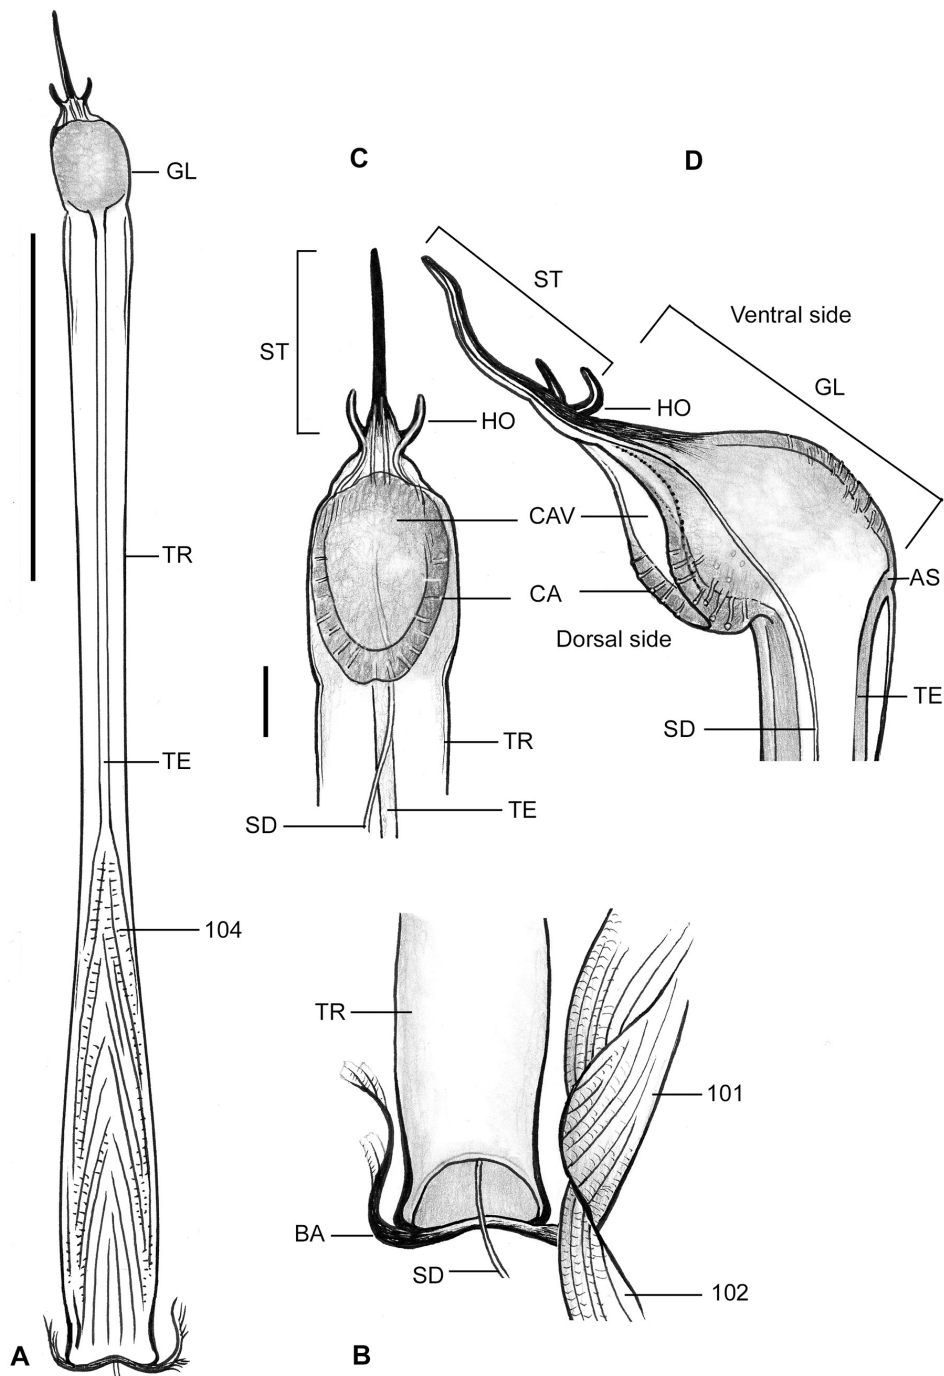 GL
TR
TE
104
A
C
ST
HO
CAV
CA
TR
TE
SD
D
ST
Ventral side
GL
HO
AS
Dorsal side
TE
SD
TR
101
BA
SD
102
B